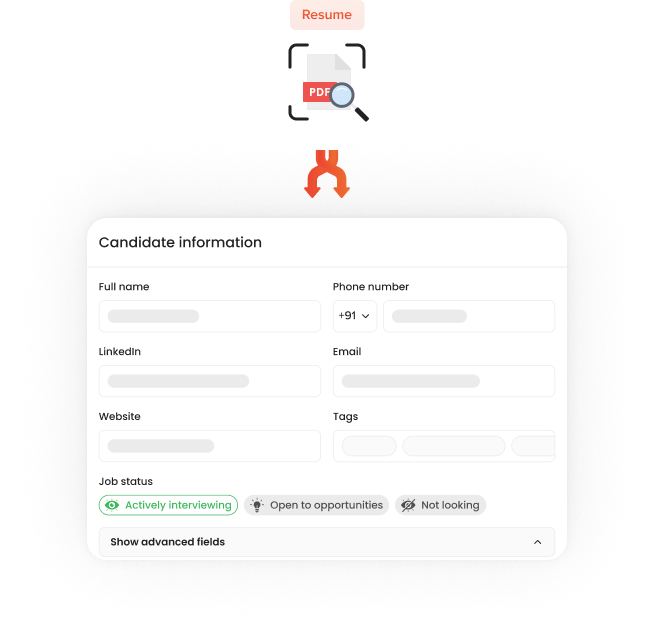 Resume
PDF
Candidate information
Full name
Phone number
+91
LinkedIn
Email
Website
Tags
Job status
Actively interviewing
Open to opportunities
Not looking
Show advanced fields